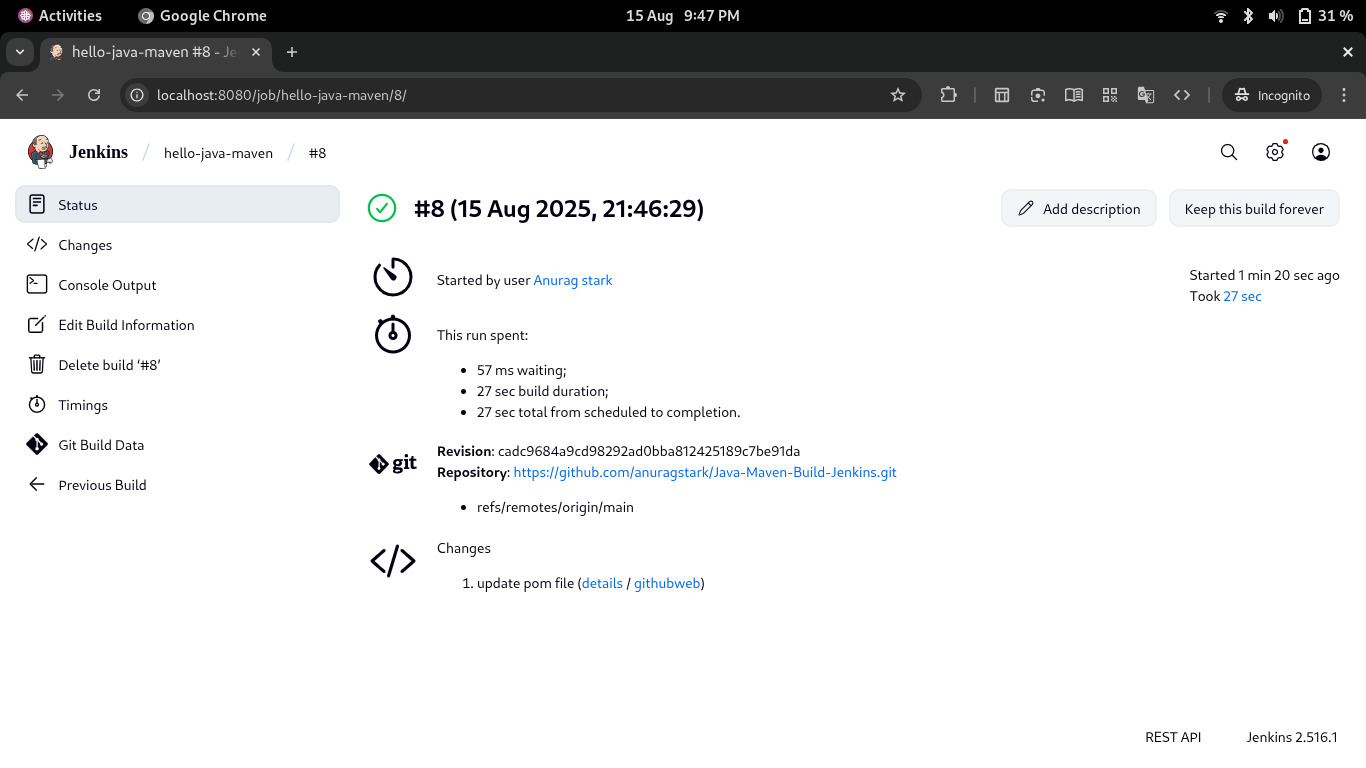 Activities Google Chrome 15 Aug 9:47 PM 31 %
hello-java-maven #8 - Je
localhost:8080/job/hello-java-maven/8/ Incognito
Jenkins / hello-java-maven / #8
Status
Changes
Console Output
Edit Build Information
Delete build ‘#8’
Timings
Git Build Data
Previous Build
#8 (15 Aug 2025, 21:46:29)
Add description
Keep this build forever
Started by user Anurag stark
Started 1 min 20 sec ago
Took 27 sec
This run spent:
• 57 ms waiting;
• 27 sec build duration;
• 27 sec total from scheduled to completion.
git
Revision: cadc9684a9cd98292ad0bba812425189c7be91da
Repository: https://github.com/anuragstark/Java-Maven-Build-Jenkins.git
• refs/remotes/origin/main
Changes
1. update pom file (details / githubweb)
REST API Jenkins 2.516.1